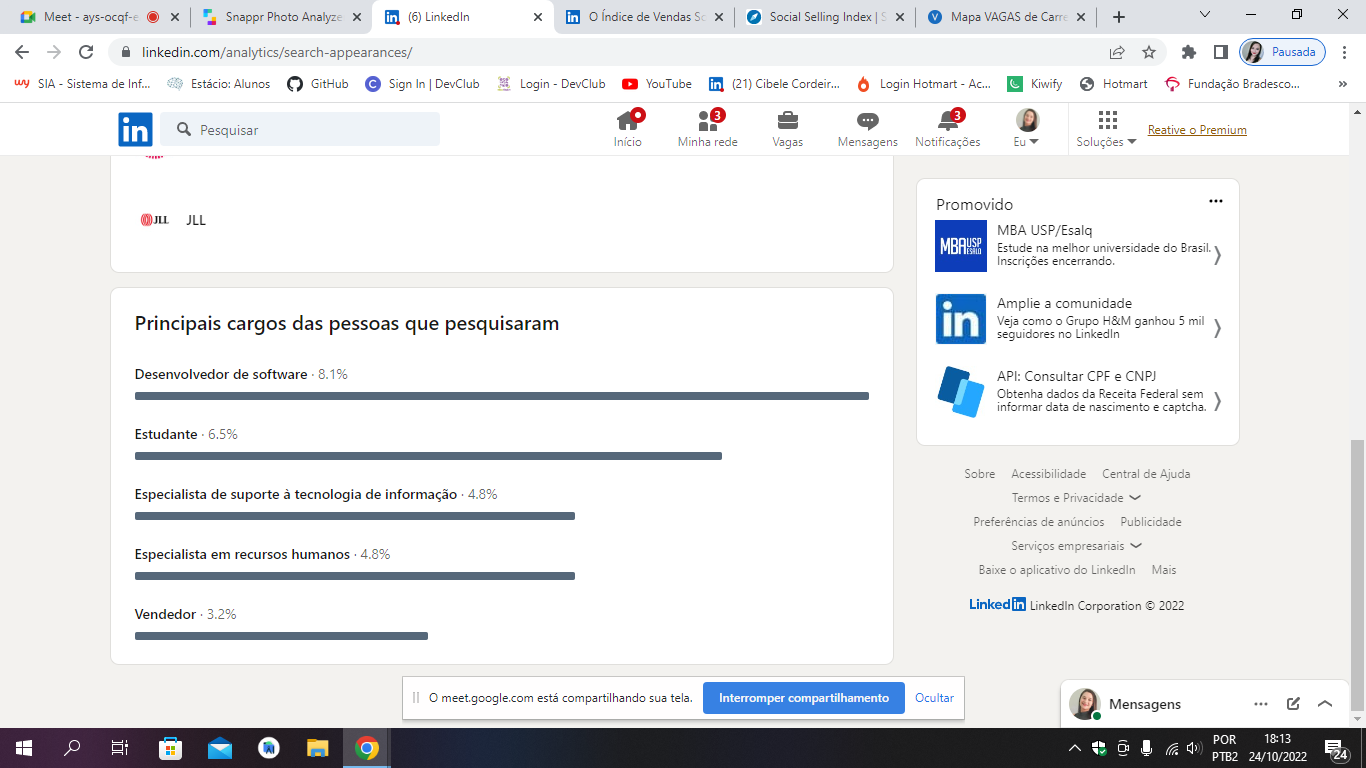 Meet - ays-ocqf-e
Snappr Photo Analyze
(6) LinkedIn
O Índice de Vendas So
Social Selling Index | S
Mapa VAGAS de Carre
linkedin.com/analytics/search-appearances/
Pausada
SIA - Sistema de Inf...
Estácio: Alunos
GitHub
Sign In | DevClub
Login - DevClub
YouTube
(21) Cibele Cordeir...
Login Hotmart - Ac...
Kiwify
Hotmart
Fundação Bradesco...
»
in
Pesquisar
Início
3
Minha rede
Vagas
Mensagens
3
Notificações
Eu
Soluções
Reative o Premium
JLL
JLL
Principais cargos das pessoas que pesquisaram
Desenvolvedor de software · 8.1%
Estudante · 6.5%
Especialista de suporte à tecnologia de informação · 4.8%
Especialista em recursos humanos · 4.8%
Vendedor · 3.2%
Promovido
MBA USP ESALQ
MBA USP/Esalq
Estude na melhor universidade do Brasil.
Inscrições encerrando.
in
Amplie a comunidade
Veja como o Grupo H&M ganhou 5 mil
seguidores no LinkedIn
API: Consultar CPF e CNPJ
Obtenha dados da Receita Federal sem
informar data de nascimento e captcha.
Sobre
Acessibilidade
Central de Ajuda
Termos e Privacidade
Preferências de anúncios
Publicidade
Serviços empresariais
Baixe o aplicativo do LinkedIn
Mais
LinkedIn LinkedIn Corporation © 2022
O meet.google.com está compartilhando sua tela.
Interromper compartilhamento
Ocultar
Mensagens
POR
PTB2
18:13
24/10/2022
24